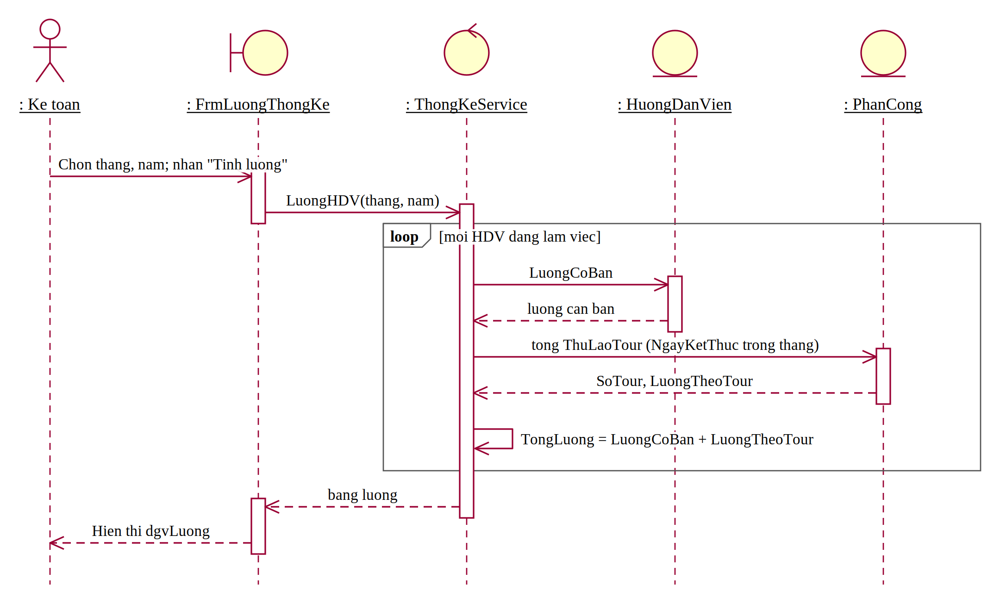 : Ke toan
: FrmLuongThongKe
: ThongKeService
: HuongDanVien
: PhanCong
Chon thang, nam; nhan "Tinh luong"
LuongHDV(thang, nam)
loop [moi HDV dang lam viec]
LuongCoBan
luong can ban
tong ThuLaoTour (NgayKetThuc trong thang)
SoTour, LuongTheoTour
TongLuong = LuongCoBan + LuongTheoTour
bang luong
Hien thi dgvLuong